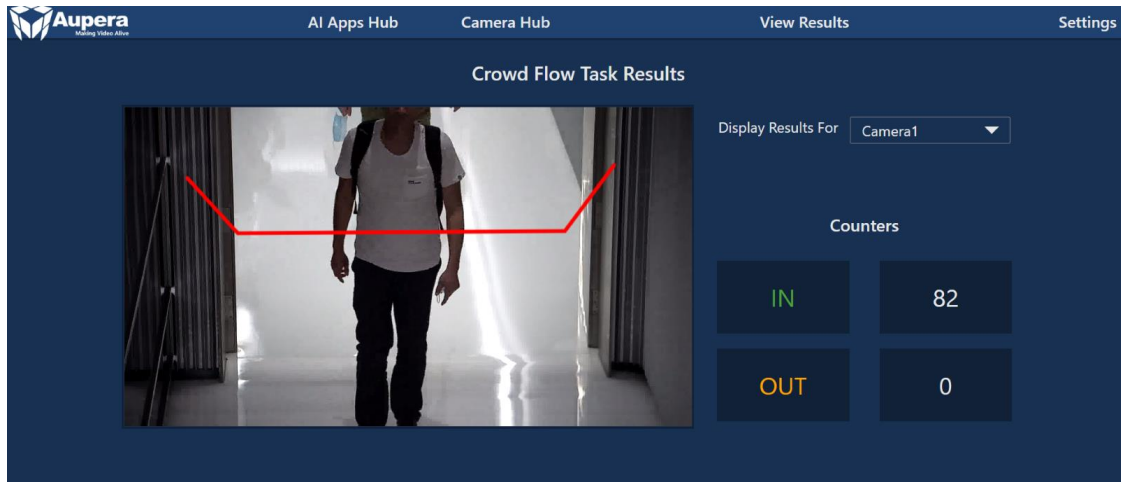 Aupera
Making Video Alive
AI Apps Hub
Camera Hub
View Results
Settings
Crowd Flow Task Results
Display Results For
Camera1
Counters
IN
82
OUT
0